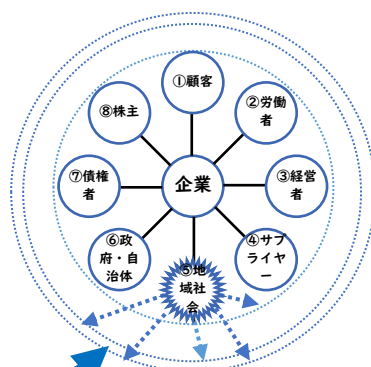 ①顧客
②労働
者
③経営
者
④サプ
ライヤ
ー
⑤地
域社
会
⑥政
府・自
治体
⑦債権
者
⑧株主
企業